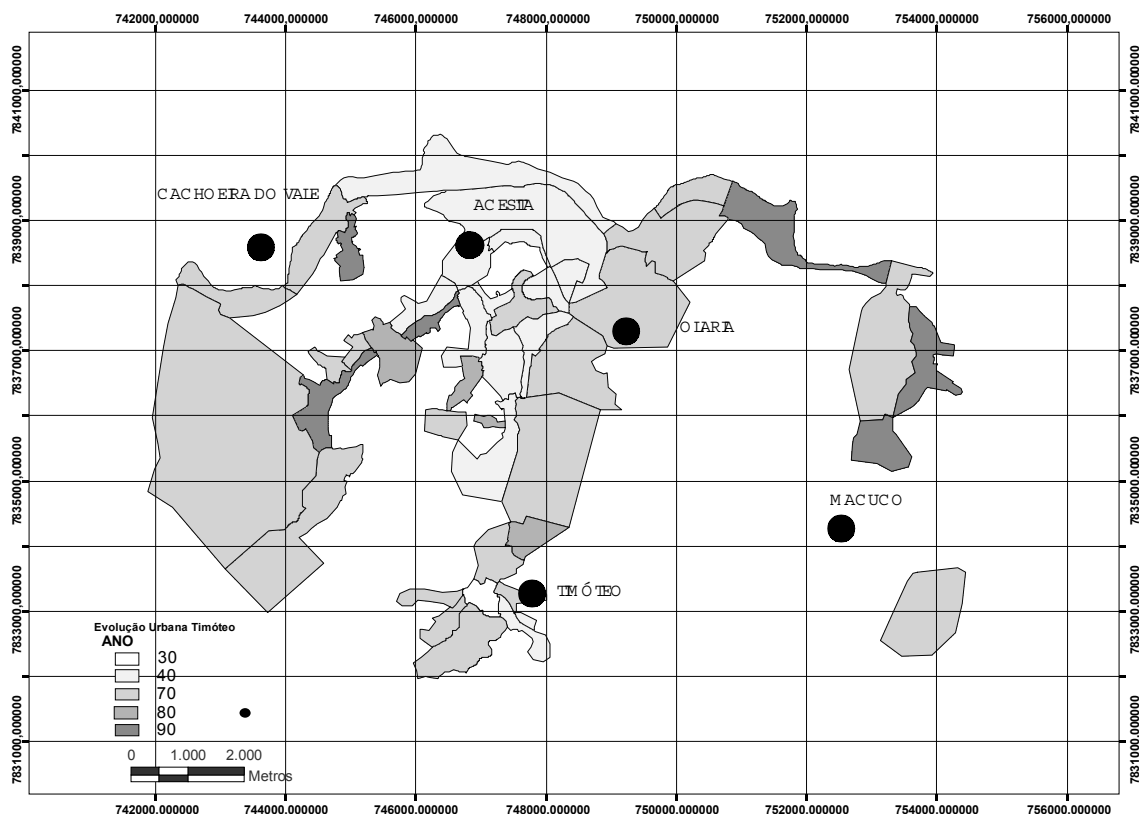 742000,000000 744000,000000 746000,000000 748000,000000 750000,000000 752000,000000 754000,000000 756000,000000
7841000,000000 7841000,000000
CACHOERA DO VALE
ACESITA
7839000,000000 7839000,000000
OLARIA
7837000,000000 7837000,000000
7835000,000000 7835000,000000
MACUCO
TIMÓTEO
7833000,000000 7833000,000000
Evolução Urbana Timóteo
ANO
30
40
70
80
90
7831000,000000 7831000,000000
0 1.000 2.000
Metros
742000,000000 744000,000000 746000,000000 748000,000000 750000,000000 752000,000000 754000,000000 756000,000000